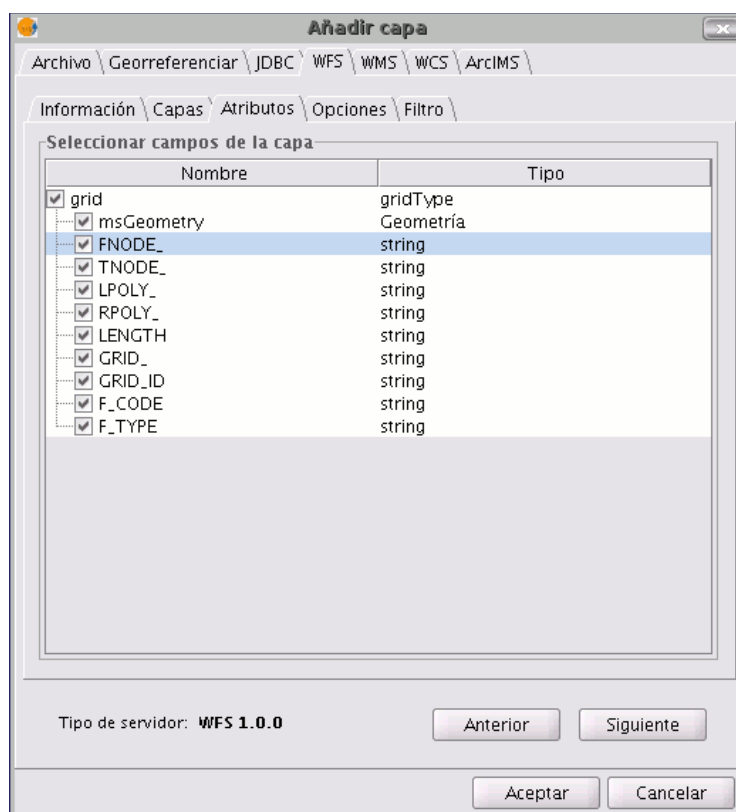 Añadir capa
Archivo Georreferenciar JDBC WFS WMS WCS ArcIMS
Información Capas Atributos Opciones Filtro
Seleccionar campos de la capa
Nombre Tipo
grid gridType
msGeometry Geometría
FNODE_ string
TNODE_ string
LPOLY_ string
RPOLY_ string
LENGTH string
GRID_ string
GRID_ID string
F_CODE string
F_TYPE string
Tipo de servidor: WFS 1.0.0 Anterior Siguiente
Aceptar Cancelar